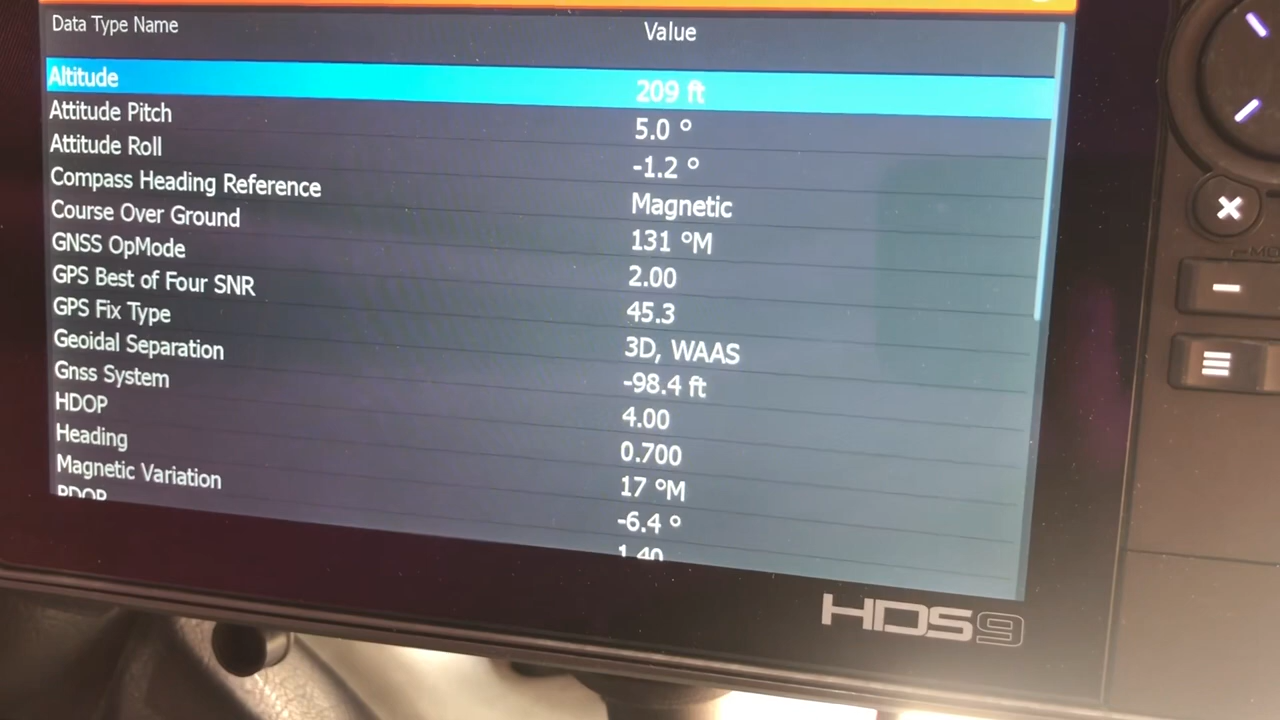 Data Type Name Value
Altitude 209 ft
Attitude Pitch 5.0 °
Attitude Roll -1.2 °
Compass Heading Reference Magnetic
Course Over Ground 131 °M
GNSS OpMode 2.00
GPS Best of Four SNR 45.3
GPS Fix Type 3D, WAAS
Geoidal Separation -98.4 ft
Gnss System 4.00
HDOP 0.700
Heading 17 °M
Magnetic Variation -6.4 °
PDOP 1.40
HDS9